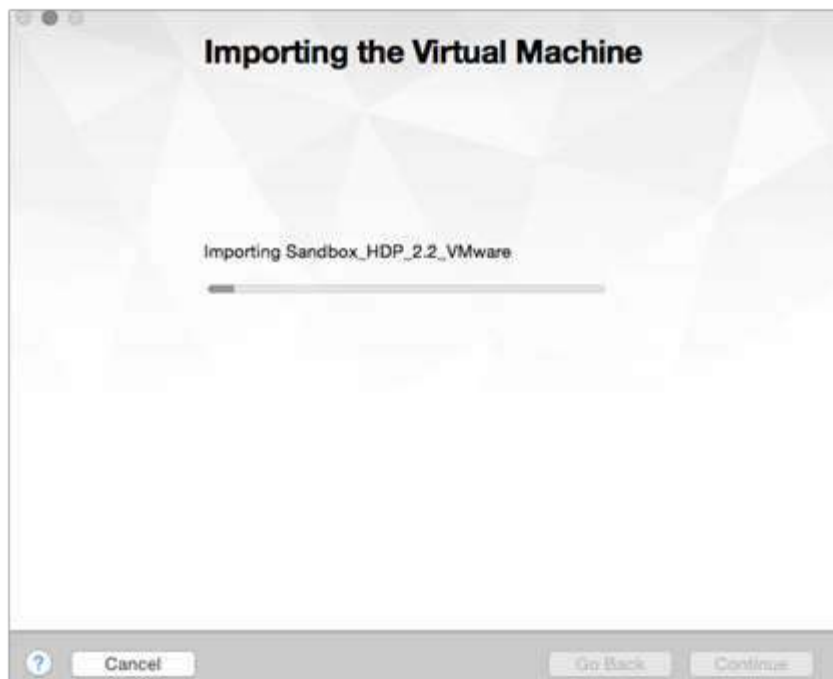 Importing the Virtual Machine
Importing Sandbox_HDP_2.2_VMware
?
Cancel
Go Back
Continue